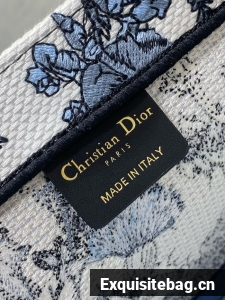 Christian Dior
PARIS
MADE IN ITALY
Exquisitebag.cn